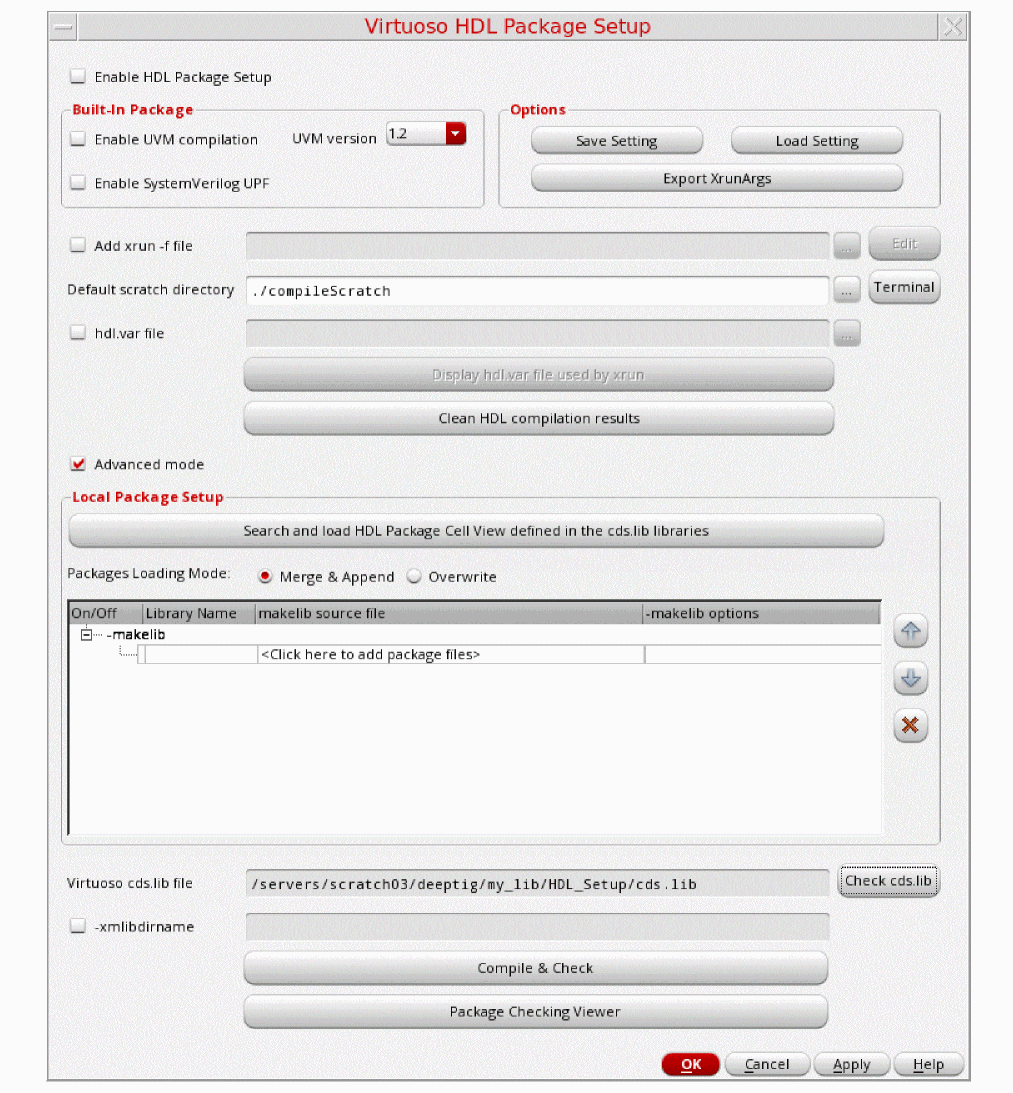 Virtuoso HDL Package Setup
Enable HDL Package Setup
Built-In Package
Options
Enable UVM compilation UVM version 1.2
Save Setting Load Setting
Enable SystemVerilog UPF
Export XrunArgs
Add xrun -f file ... Edit
Default scratch directory ./compileScratch ... Terminal
hdl.var file ...
Display hdl.var file used by xrun
Clean HDL compilation results
Advanced mode
Local Package Setup
Search and load HDL Package Cell View defined in the cds.lib libraries
Packages Loading Mode: Merge & Append Overwrite
On/Off Library Name makelib source file -makelib options
-makelib
<Click here to add package files>
Virtuoso cds.lib file /servers/scratch03/deeptig/my_lib/HDL_Setup/cds.lib Check cds.lib
-xmlibdirname
Compile & Check
Package Checking Viewer
OK Cancel Apply Help